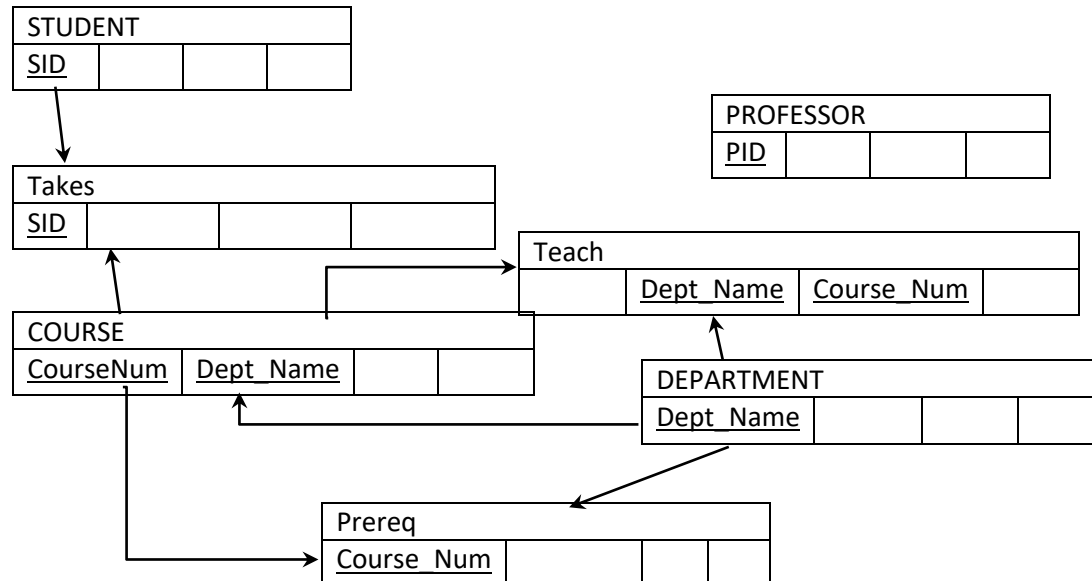 STUDENT
SID
PROFESSOR
PID
Takes
SID
Teach
Dept_Name Course_Num
COURSE
CourseNum Dept_Name
DEPARTMENT
Dept_Name
Prereq
Course_Num